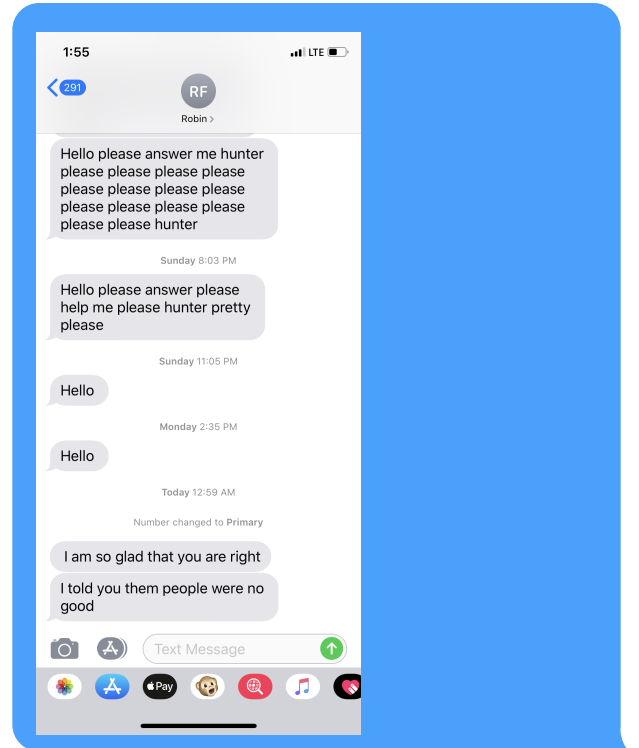 1:55
LTE
291
RF
Robin
Hello please answer me hunter
please please please please
please please please please
please please please please
please please hunter
Sunday 8:03 PM
Hello please answer please
help me please hunter pretty
please
Sunday 11:05 PM
Hello
Monday 2:35 PM
Hello
Today 12:59 AM
Number changed to Primary
I am so glad that you are right
I told you them people were no
good
Text Message
Pay